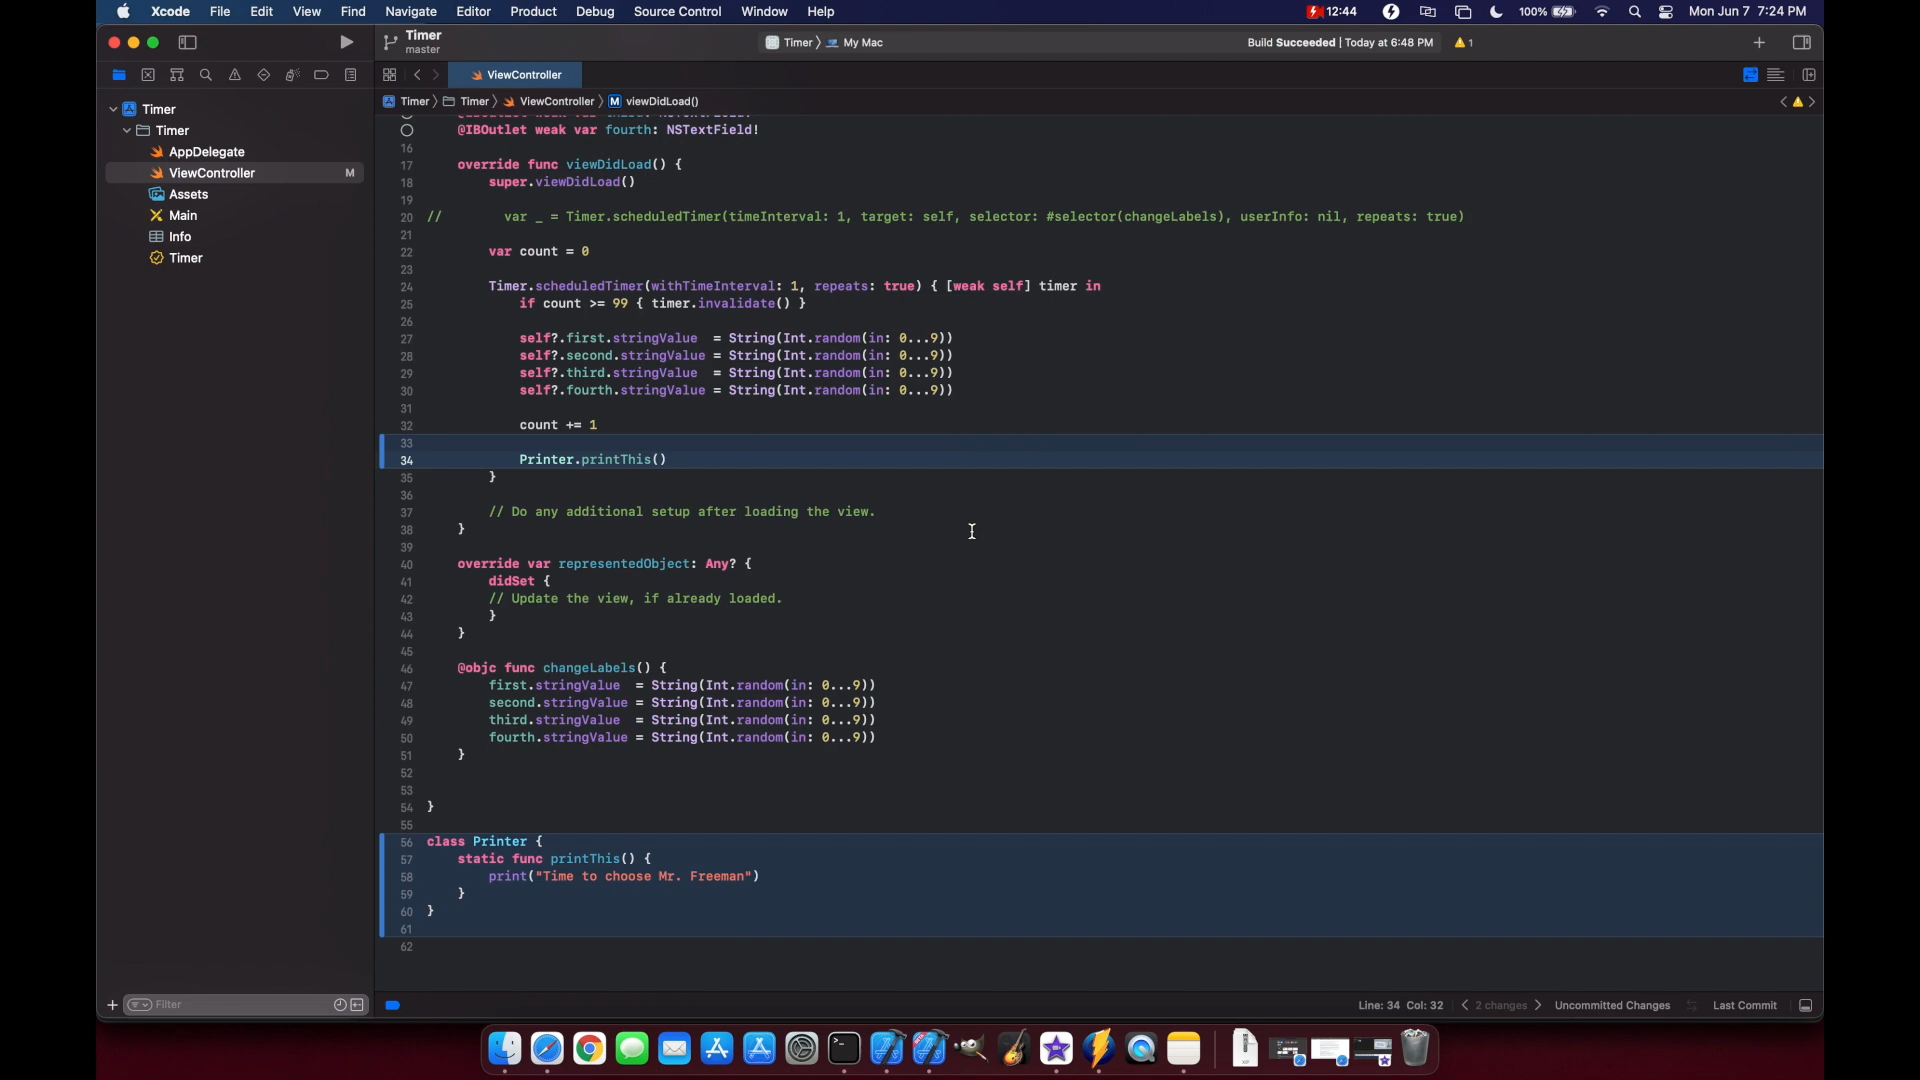 Xcode File Edit View Find Navigate Editor Product Debug Source Control Window Help 12:44 100% Mon Jun 7 7:24 PM
Timer
master
Timer 〉 My Mac
Build Succeeded | Today at 6:48 PM 1
ViewController
Timer 〉 Timer 〉 ViewController 〉 M viewDidLoad()
Timer
Timer
AppDelegate
ViewController M
Assets
Main
Info
Timer
@IBOutlet weak var third: NSTextField!
@IBOutlet weak var fourth: NSTextField!
16
17 override func viewDidLoad() {
18 super.viewDidLoad()
19
20 // var _ = Timer.scheduledTimer(timeInterval: 1, target: self, selector: #selector(changeLabels), userInfo: nil, repeats: true)
21
22 var count = 0
23
24 Timer.scheduledTimer(withTimeInterval: 1, repeats: true) { [weak self] timer in
25 if count >= 99 { timer.invalidate() }
26
27 self?.first.stringValue  = String(Int.random(in: 0...9))
28 self?.second.stringValue = String(Int.random(in: 0...9))
29 self?.third.stringValue  = String(Int.random(in: 0...9))
30 self?.fourth.stringValue = String(Int.random(in: 0...9))
31
32 count += 1
33
34 Printer.printThis()
35 }
36
37 // Do any additional setup after loading the view.
38 }
39
40 override var representedObject: Any? {
41 didSet {
42 // Update the view, if already loaded.
43 }
44 }
45
46 @objc func changeLabels() {
47 first.stringValue  = String(Int.random(in: 0...9))
48 second.stringValue = String(Int.random(in: 0...9))
49 third.stringValue  = String(Int.random(in: 0...9))
50 fourth.stringValue = String(Int.random(in: 0...9))
51 }
52
53
54 }
55
56 class Printer {
57 static func printThis() {
58 print("Time to choose Mr. Freeman")
59 }
60 }
61
62
Filter
Line: 34 Col: 32 2 changes Uncommitted Changes Last Commit